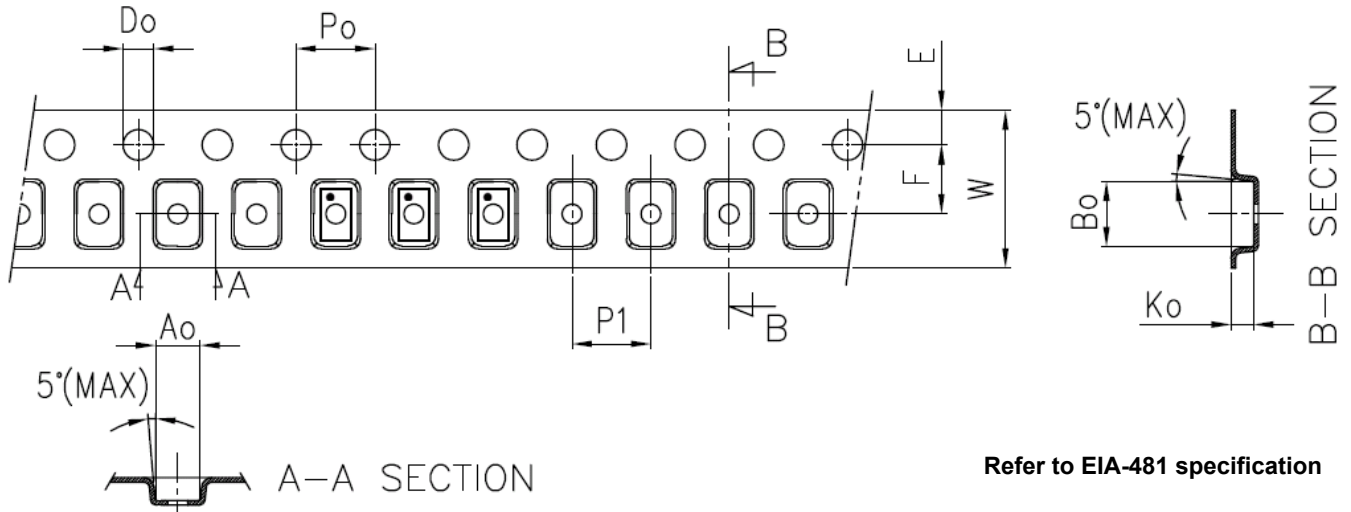 Do
Po
B
E
5°(MAX)
F
W
Bo
B-B SECTION
A
A
P1
B
Ko
Ao
5°(MAX)
A-A SECTION
Refer to EIA-481 specification